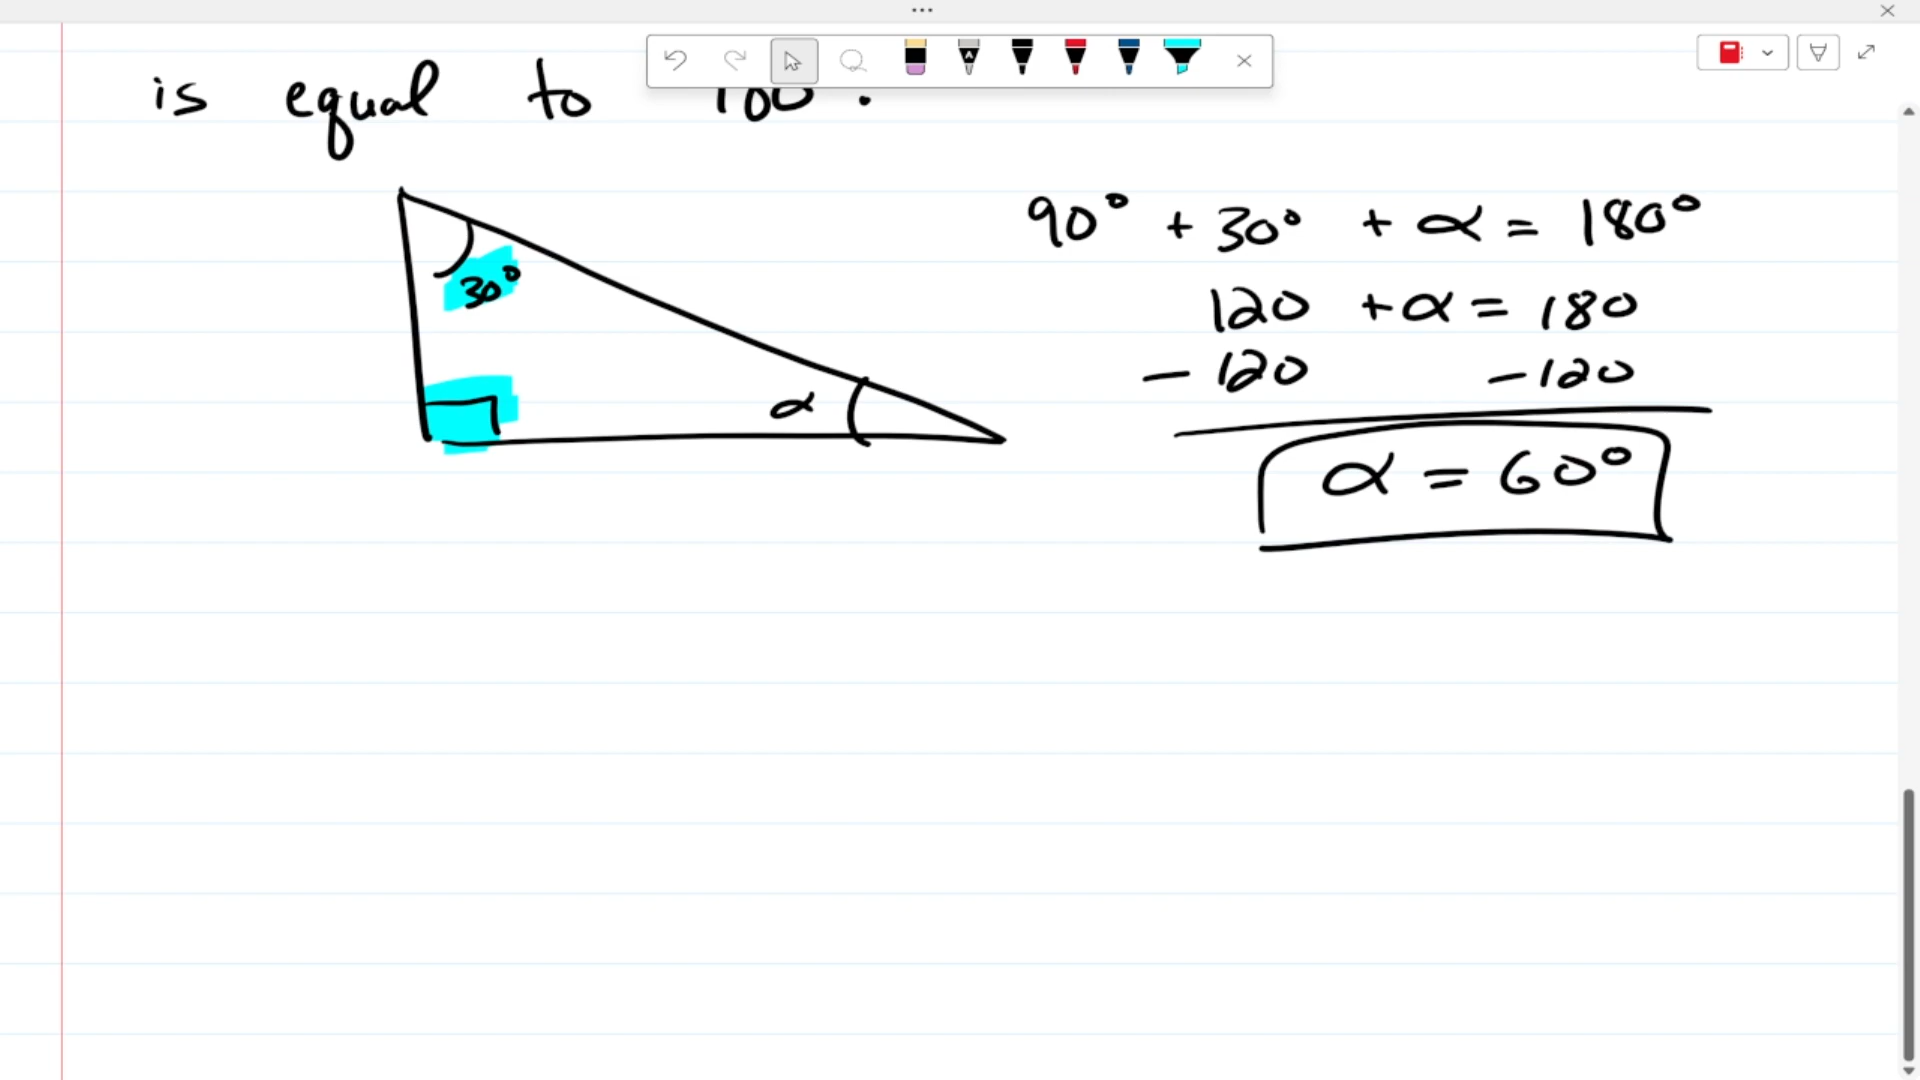 is equal to
30°
α
90° + 30° + α = 180°
120 + α = 180
- 120 - 120
α = 60°